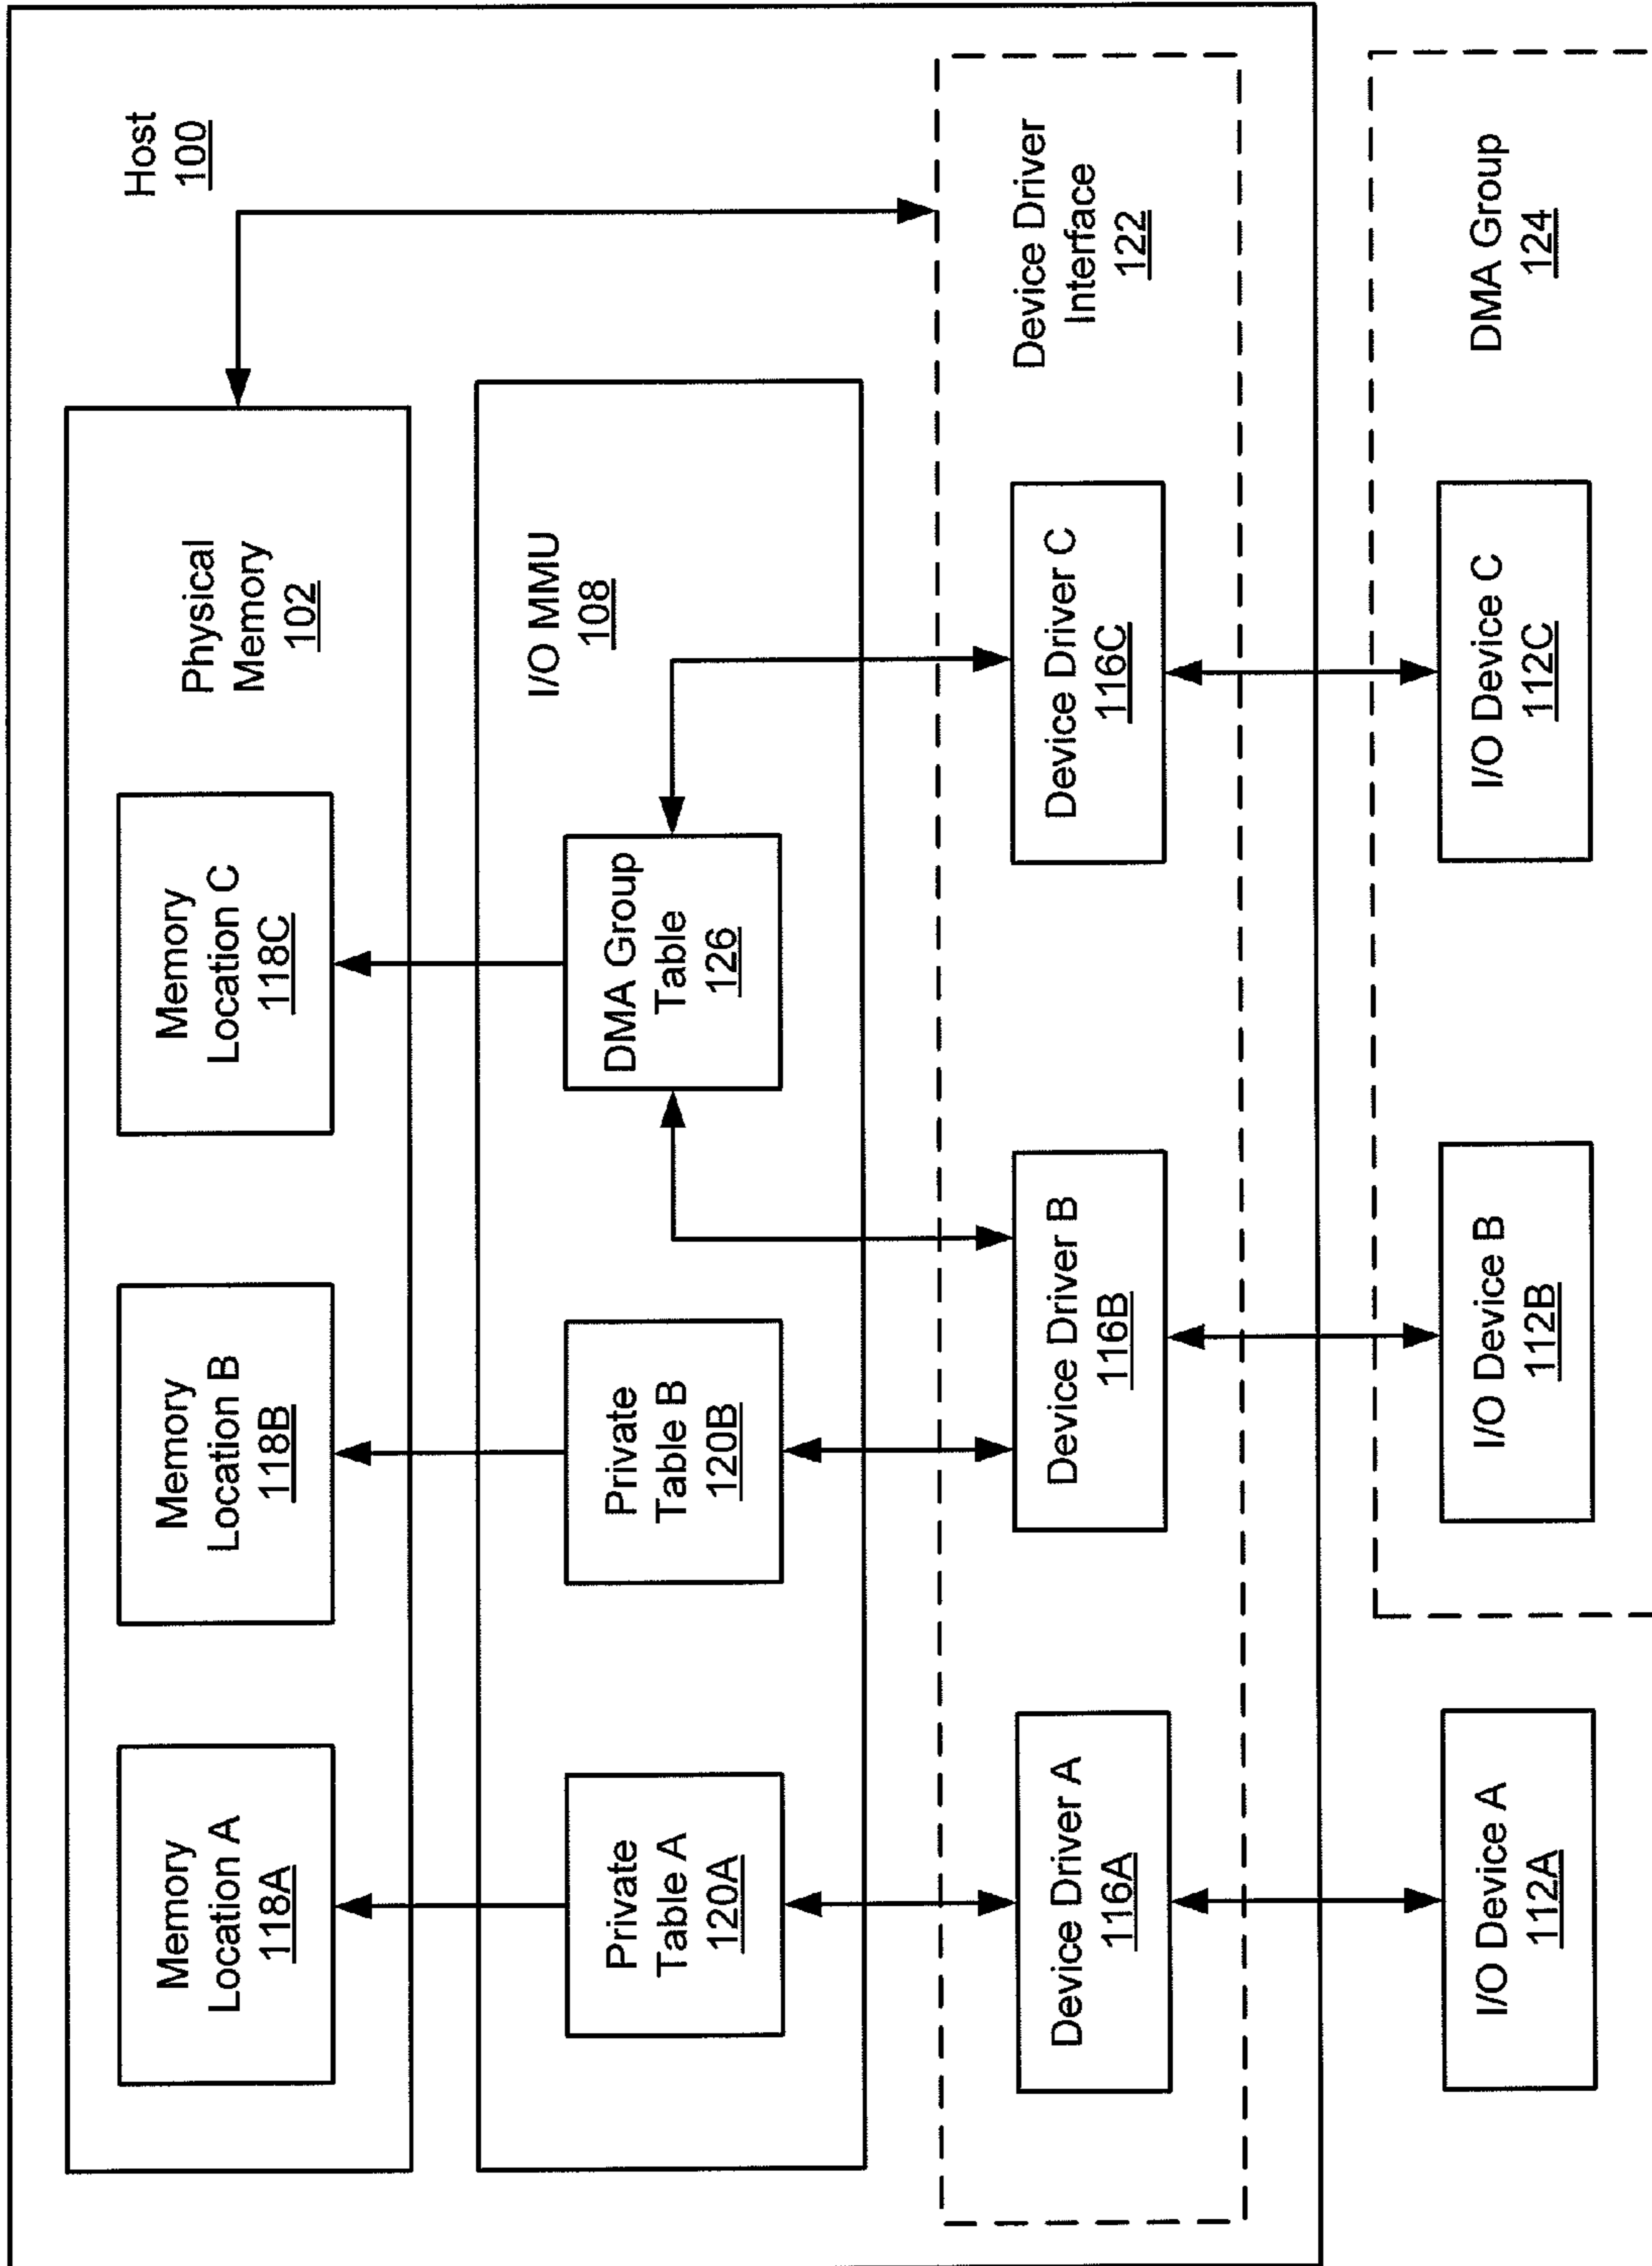 Host
100
Physical
Memory
102
Memory
Location A
118A
Memory
Location B
118B
Memory
Location C
118C
I/O MMU
108
Private
Table A
120A
Private
Table B
120B
DMA Group
Table
126
Device Driver
Interface
122
Device Driver A
116A
Device Driver B
116B
Device Driver C
116C
DMA Group
124
I/O Device A
112A
I/O Device B
112B
I/O Device C
112C